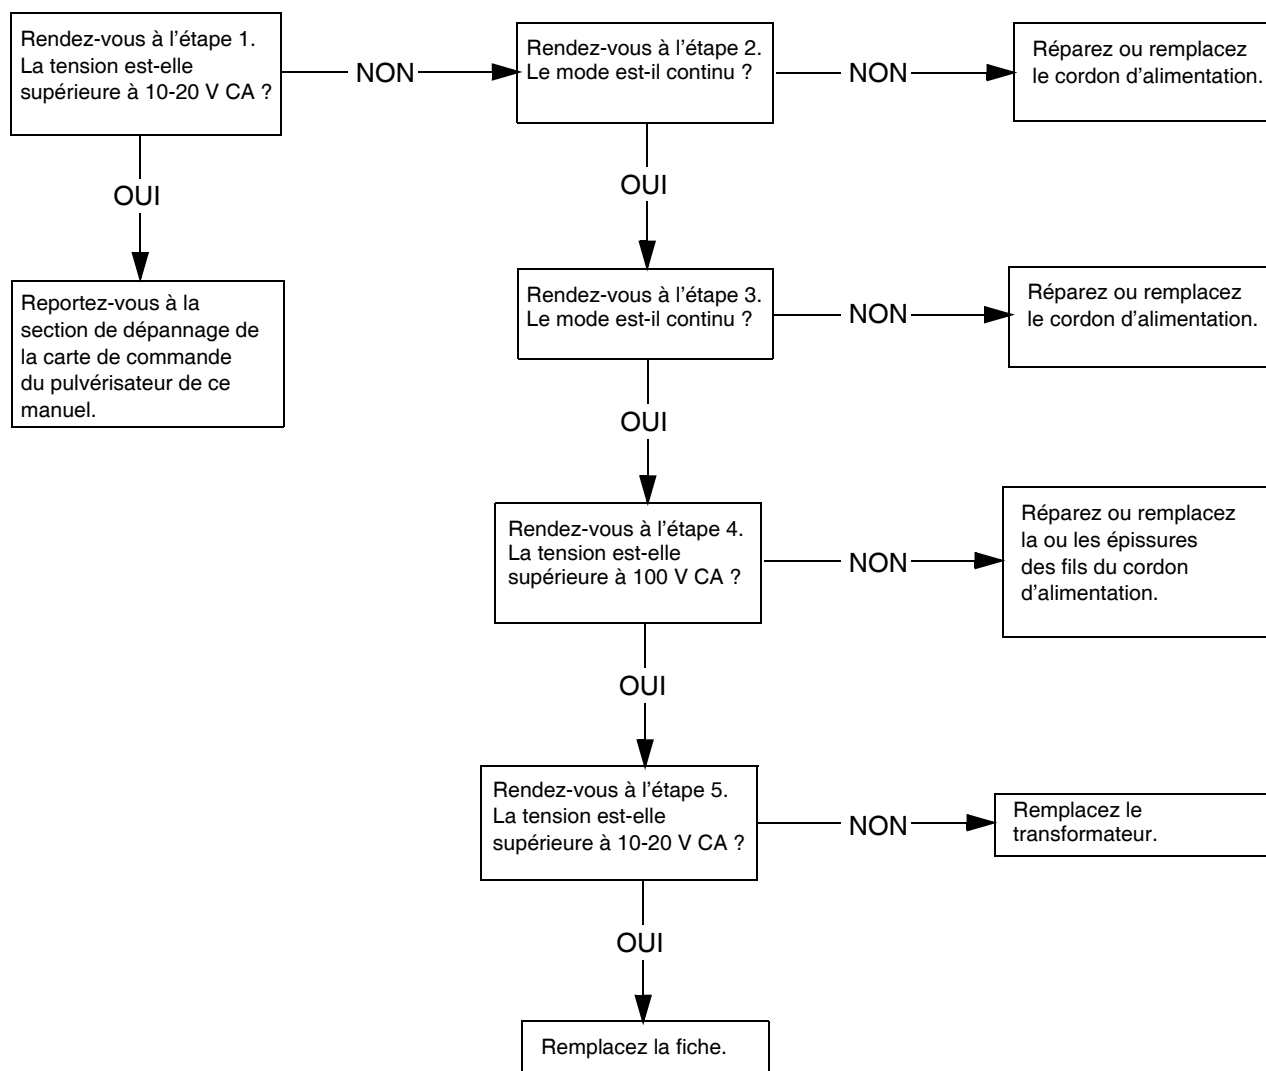 Rendez-vous à l’étape 1.
La tension est-elle
supérieure à 10-20 V CA ?
NON
Rendez-vous à l’étape 2.
Le mode est-il continu ?
NON
Réparez ou remplacez
le cordon d’alimentation.
OUI
OUI
Reportez-vous à la
section de dépannage de
la carte de commande
du pulvérisateur de ce
manuel.
Rendez-vous à l’étape 3.
Le mode est-il continu ?
NON
Réparez ou remplacez
le cordon d’alimentation.
OUI
Rendez-vous à l’étape 4.
La tension est-elle
supérieure à 100 V CA ?
NON
Réparez ou remplacez
la ou les épissures
des fils du cordon
d’alimentation.
OUI
Rendez-vous à l’étape 5.
La tension est-elle
supérieure à 10-20 V CA ?
NON
Remplacez le
transformateur.
OUI
Remplacez la fiche.